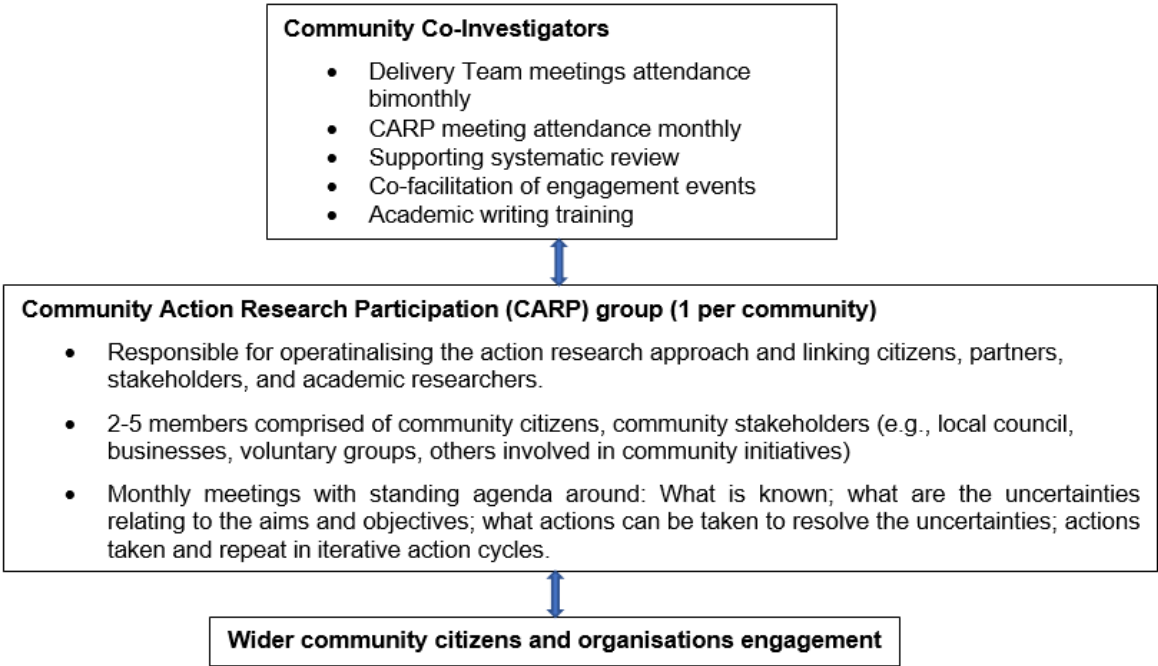 Community Co-Investigators
• Delivery Team meetings attendance
bimonthly
• CARP meeting attendance monthly
• Supporting systematic review
• Co-facilitation of engagement events
• Academic writing training
Community Action Research Participation (CARP) group (1 per community)
• Responsible for operatinalising the action research approach and linking citizens, partners,
stakeholders, and academic researchers.
• 2-5 members comprised of community citizens, community stakeholders (e.g., local council,
businesses, voluntary groups, others involved in community initiatives)
• Monthly meetings with standing agenda around: What is known; what are the uncertainties
relating to the aims and objectives; what actions can be taken to resolve the uncertainties; actions
taken and repeat in iterative action cycles.
Wider community citizens and organisations engagement